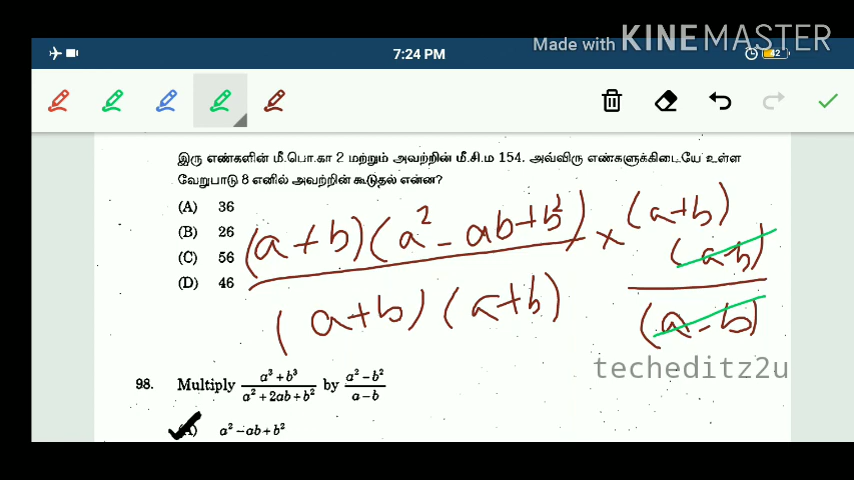 Made with KINEMASTER
7:24 PM
42
இரு எண்களின் மீ.பொ.கா 2 மற்றும் அவற்றின் மீ.சி.ம 154. அவ்விரு எண்களுக்கிடையே உள்ள
வேறுபாடு 8 எனில் அவற்றின் கூடுதல் என்ன?
(A) 36
(B) 26
(C) 56
(D) 46
(a+b)(a²-ab+b²) / (a+b)(a+b) × (a+b)(a-b) / (a-b)
techeditz2u
98. Multiply a³+b³ / a²+2ab+b² by a²-b² / a-b
(A) a²-ab+b²